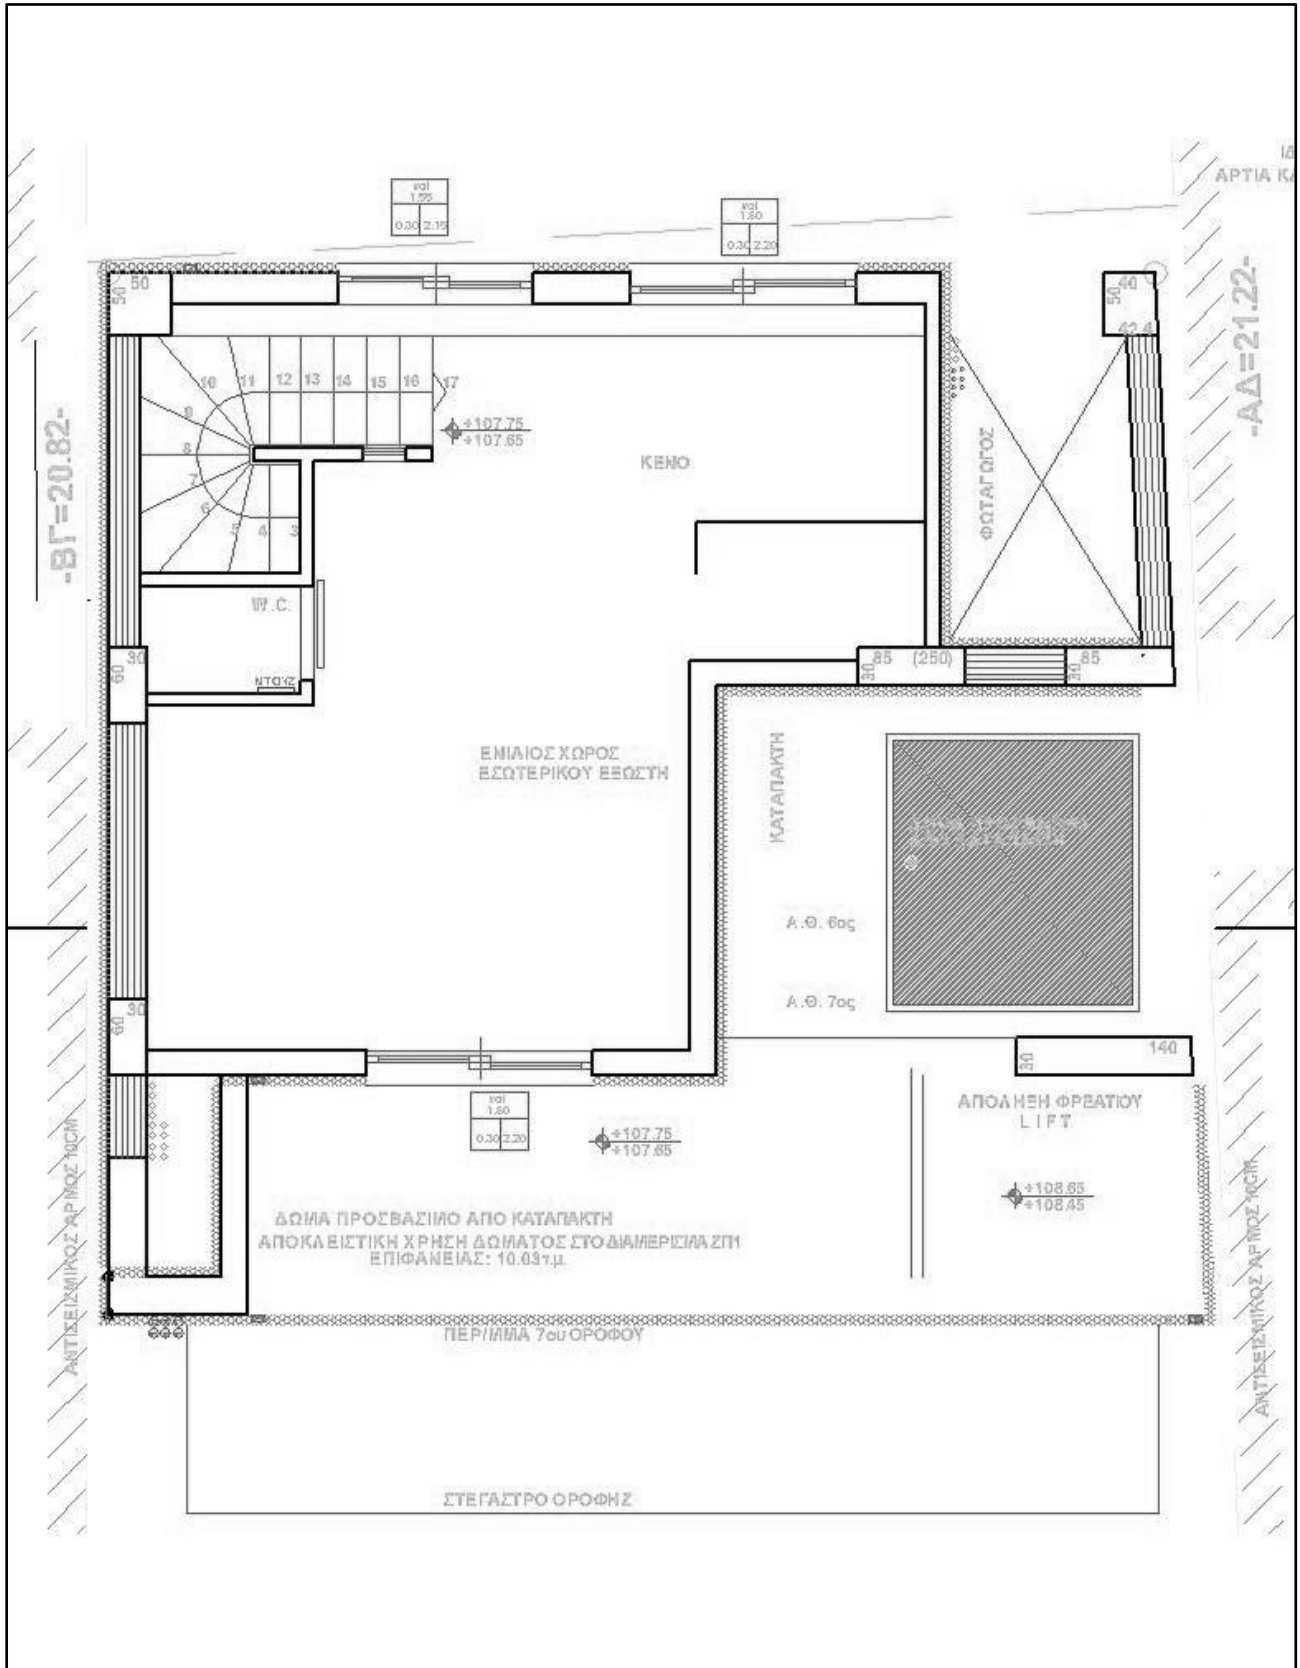 ΑΡΤΙΑ
val
1.55
0.30 2.15
val
1.80
0.30 2.20
50
50
40
50
42.4
-ΒΓ=20.82-
-ΑΔ=21.22-
10 11 12 13 14 15 16 17
9
8
7
6
5 4 3
+107.75
+107.65
ΚΕΝΟ
ΦΩΤΑΓΩΓΟΣ
W.C.
30
60
ΝΤΟΥΖ
85 (250) 85
30
30
ΕΝΙΑΙΟΣ ΧΩΡΟΣ
ΕΣΩΤΕΡΙΚΟΥ ΕΞΩΣΤΗ
ΚΑΤΑΠΑΚΤΗ
Α.Θ. 6ος
Α.Θ. 7ος
30
60
140
30
val
1.80
0.30 2.20
+107.75
+107.65
ΑΠΟΛΗΞΗ ΦΡΕΑΤΙΟΥ
LIFT
+108.65
+108.45
ΔΩΜΑ ΠΡΟΣΒΑΣΙΜΟ ΑΠΟ ΚΑΤΑΠΑΚΤΗ
ΑΠΟΚΛΕΙΣΤΙΚΗ ΧΡΗΣΗ ΔΩΜΑΤΟΣ ΣΤΟ ΔΙΑΜΕΡΙΣΜΑ ΖΠ1
ΕΠΙΦΑΝΕΙΑΣ: 10.03τ.μ.
ΑΝΤΙΣΕΙΣΜΙΚΟΣ ΑΡΜΟΣ 10CM
ΑΝΤΙΣΕΙΣΜΙΚΟΣ ΑΡΜΟΣ 10CM
ΠΕΡ/ΜΜΑ 7ου ΟΡΟΦΟΥ
ΣΤΕΓΑΣΤΡΟ ΟΡΟΦΗΣ